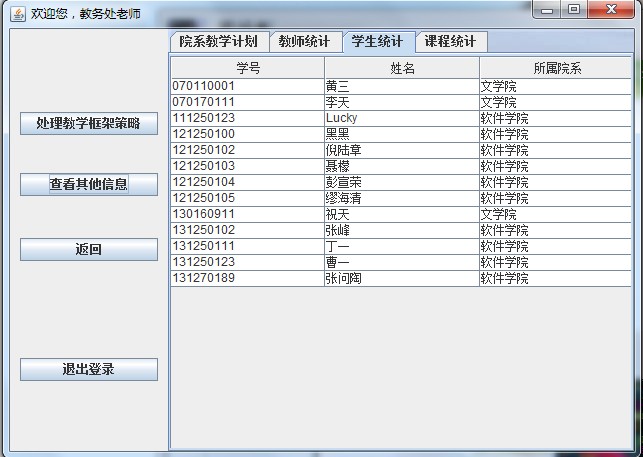 欢迎您，教务处老师
院系教学计划 教师统计 学生统计 课程统计
处理教学框架策略
查看其他信息
返回
退出登录
学号 姓名 所属院系
070110001 黄三 文学院
070170111 李天 文学院
111250123 Lucky 软件学院
121250100 黑黑 软件学院
121250102 倪陆章 软件学院
121250103 聂檬 软件学院
121250104 彭宣荣 软件学院
121250105 缪海清 软件学院
130160911 祝天 文学院
131250102 张峰 软件学院
131250111 丁一 软件学院
131250123 曹一 软件学院
131270189 张问陶 软件学院